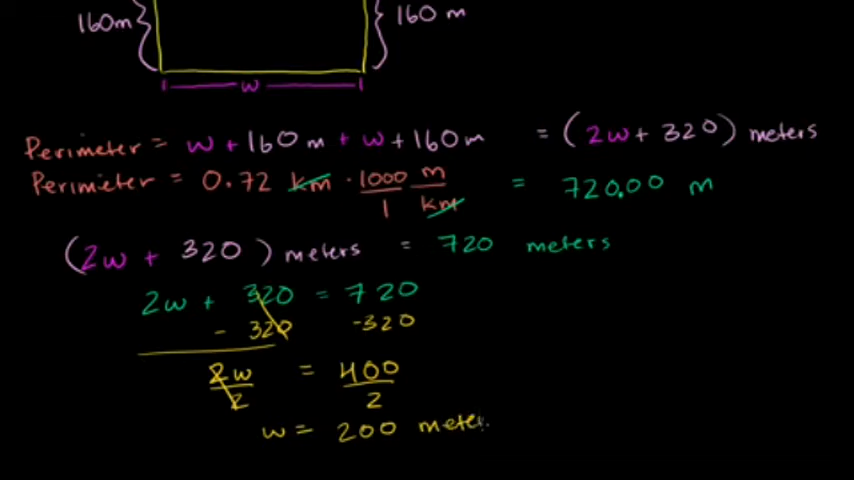 160m 160 m
w
Perimeter = w + 160 m + w + 160 m = (2w + 320) meters
Perimeter = 0.72 km · 1000/1 m/km = 720.00 m
(2w + 320) meters = 720 meters
2w + 320 = 720
- 320 -320
2w/2 = 400/2
w = 200 meter